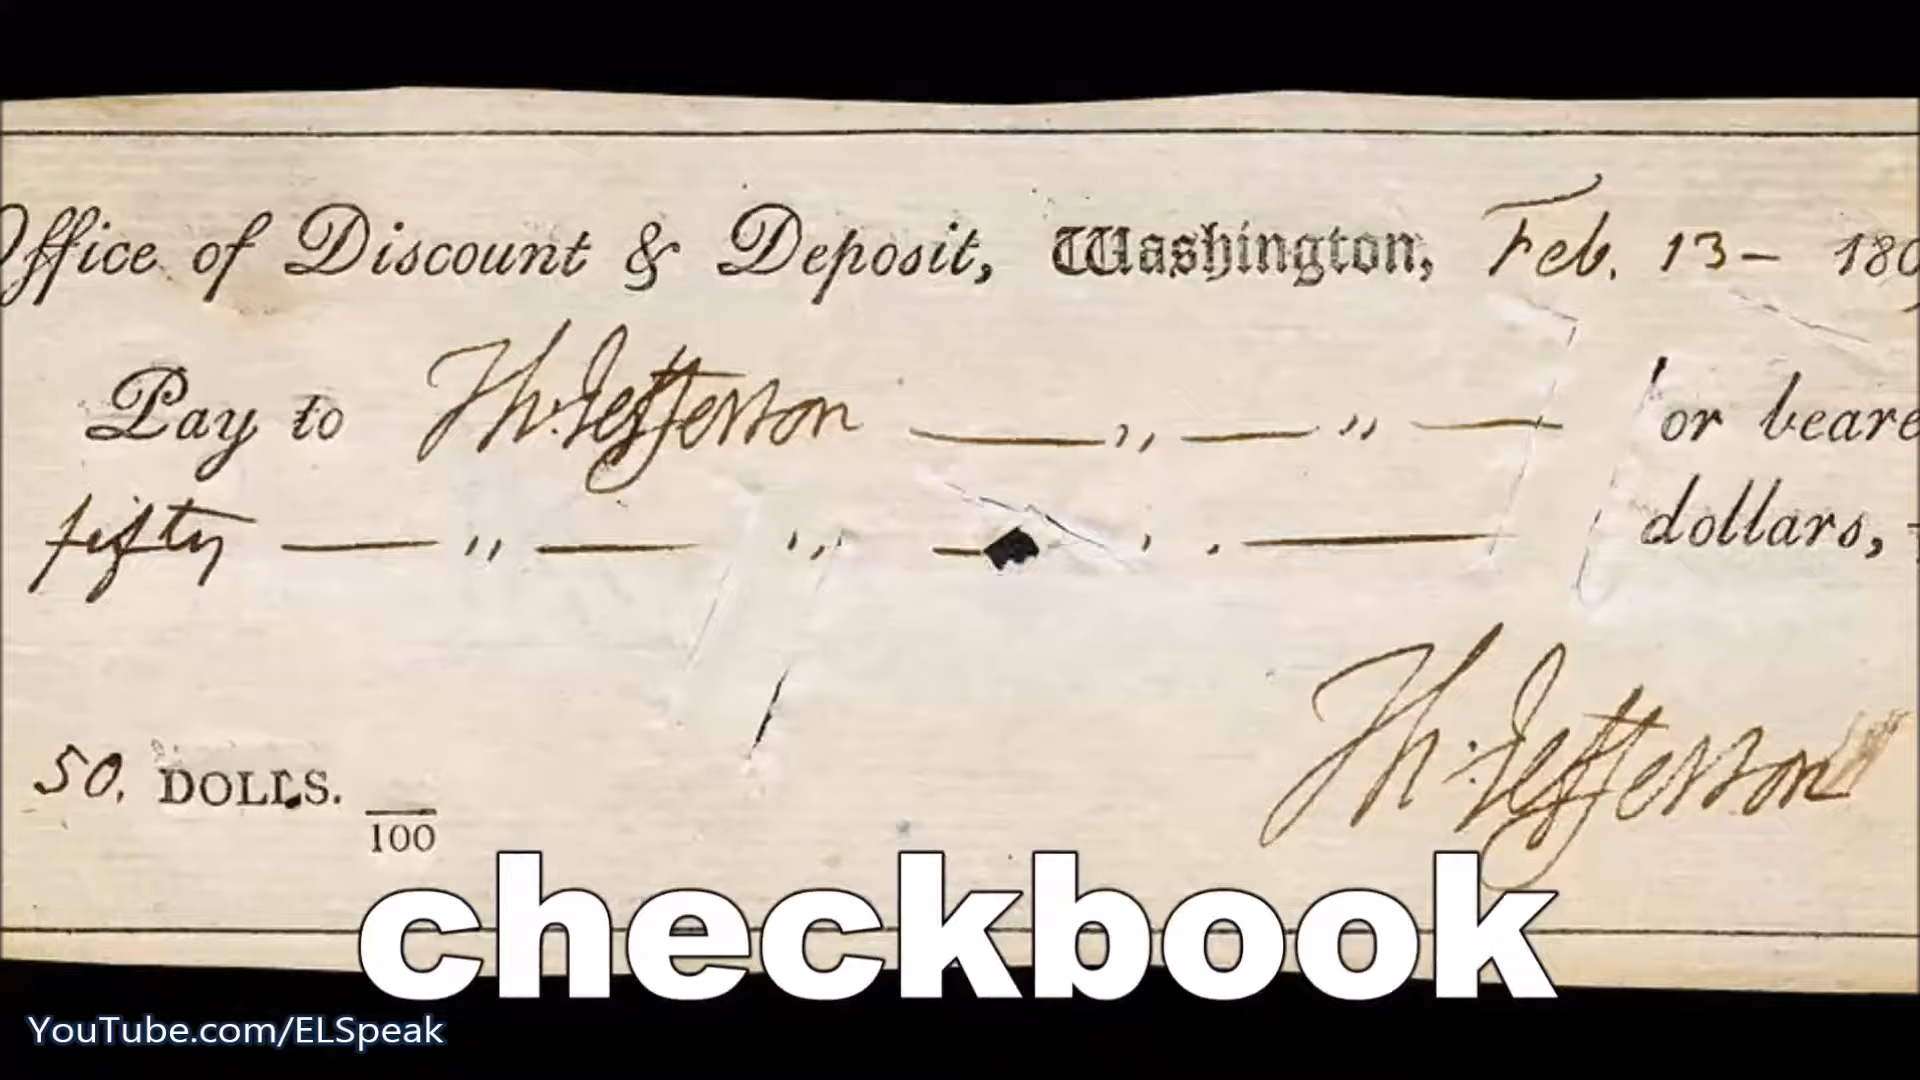 Office of Discount & Deposit, Washington, Feb. 13 - 180
Pay to Th: Jefferson — „ — „ — or beare
fifty — „ — „ — dollars,
Th: Jefferson
50. DOLLS. /100
checkbook
YouTube.com/ELSpeak